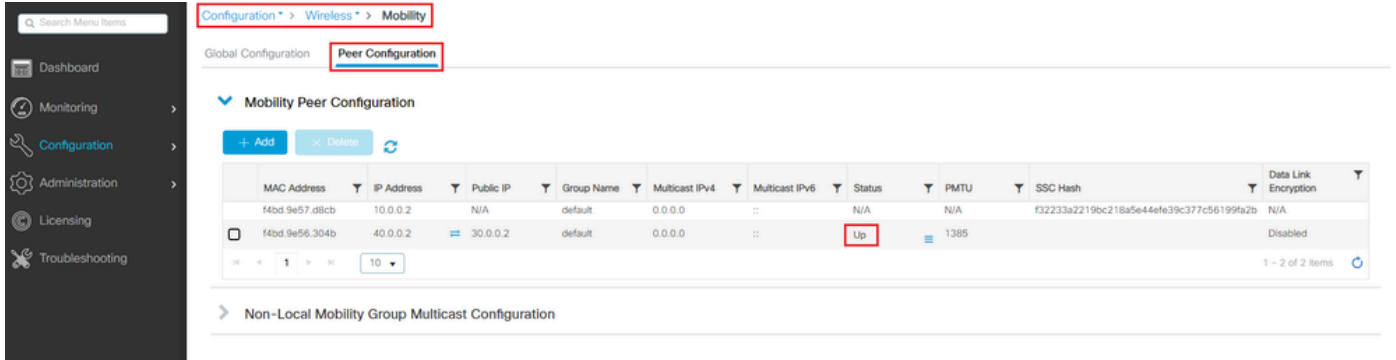 Search Menu Items
Configuration * > Wireless * > Mobility
Global Configuration Peer Configuration
Dashboard
Monitoring
Configuration
Administration
Licensing
Troubleshooting
Mobility Peer Configuration
+ Add × Delete
MAC Address IP Address Public IP Group Name Multicast IPv4 Multicast IPv6 Status PMTU SSC Hash Data Link Encryption
f4bd.9e57.d8cb 10.0.0.2 N/A default 0.0.0.0 :: N/A N/A f32233a2219bc218a5e44efe39c377c56199fa2b N/A
f4bd.9e56.304b 40.0.0.2 30.0.0.2 default 0.0.0.0 :: Up 1385 Disabled
1 10 1 - 2 of 2 items
Non-Local Mobility Group Multicast Configuration